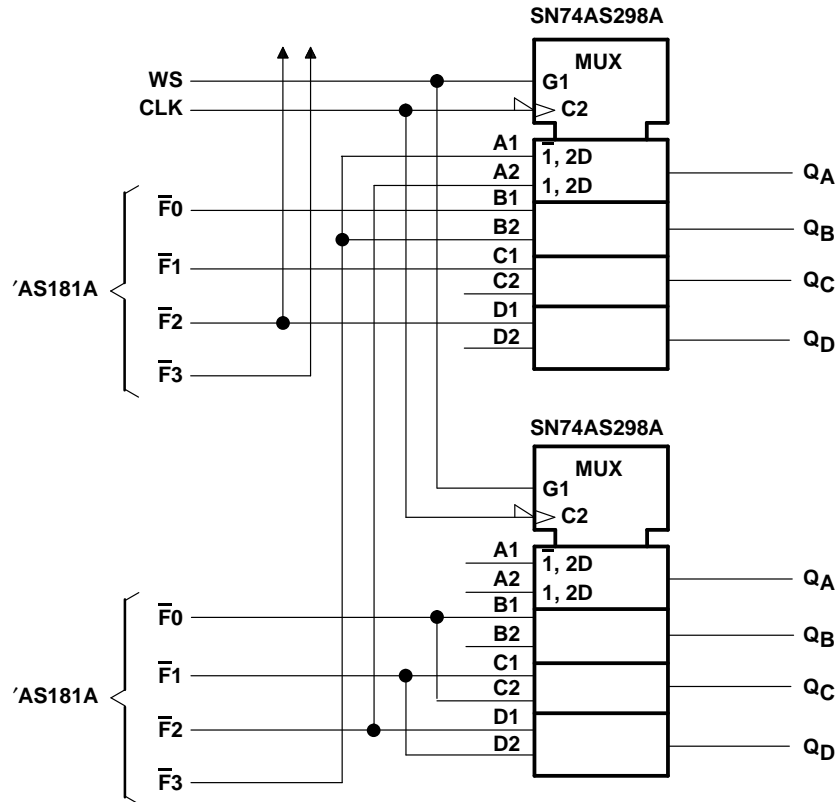 SN74AS298A
MUX
WS
G1
CLK
C2
A1
1̅, 2D
A2
1, 2D
QA
B1
F̅0
B2
QB
C1
F̅1
C2
QC
′AS181A
D1
F̅2
D2
QD
F̅3
SN74AS298A
MUX
G1
C2
A1
1̅, 2D
A2
1, 2D
QA
B1
F̅0
B2
QB
C1
F̅1
C2
QC
′AS181A
D1
F̅2
D2
QD
F̅3